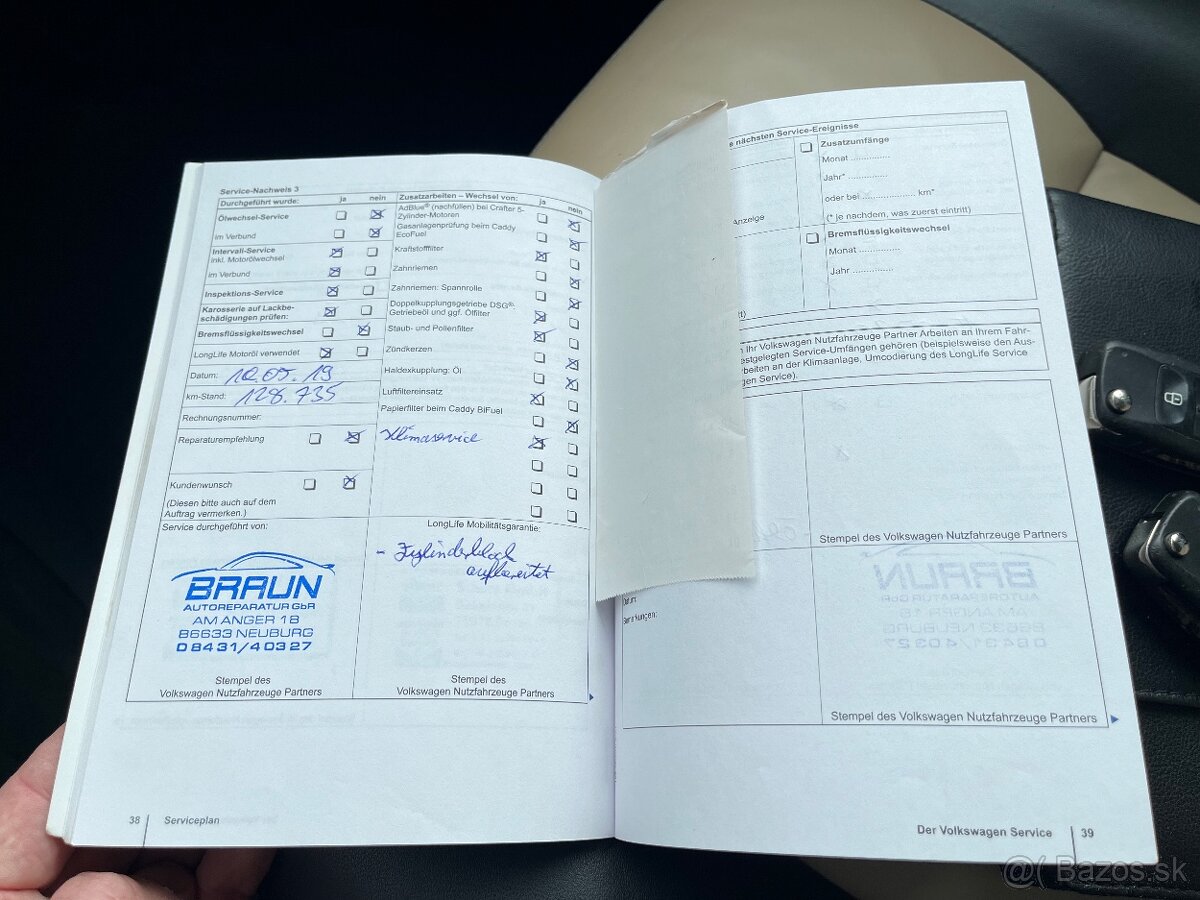 Service-Nachweis 3
Durchgeführt wurde: ja nein
Ölwechsel-Service
im Verbund
Intervall-Service
inkl. Motorölwechsel
im Verbund
Inspektions-Service
Karosserie auf Lackbe-
schädigungen prüfen:
Bremsflüssigkeitswechsel
LongLife Motoröl verwendet
Datum: 10.05.19
km-Stand: 128.735
Rechnungsnummer:
Reparaturempfehlung
Kundenwunsch
(Diesen bitte auch auf dem
Auftrag vermerken.)
Zusatzarbeiten – Wechsel von: ja nein
AdBlue® (nachfüllen) bei Crafter 5-
Zylinder-Motoren
Gasanlagenprüfung beim Caddy
EcoFuel
Kraftstofffilter
Zahnriemen
Zahnriemen: Spannrolle
Doppelkupplungsgetriebe DSG®-
Getriebeöl und ggf. Ölfilter
Staub- und Pollenfilter
Zündkerzen
Haldexkupplung: Öl
Luftfiltereinsatz
Papierfilter beim Caddy BiFuel
Klimaservice
Service durchgeführt von:
BRAUN
AUTOREPARATUR GbR
AM ANGER 18
86633 NEUBURG
08431/40327
Stempel des
Volkswagen Nutzfahrzeuge Partners
LongLife Mobilitätsgarantie:
- Zylinderblock
aufbereitet
Stempel des
Volkswagen Nutzfahrzeuge Partners
38 Serviceplan
nächsten Service-Ereignisse
Zusatzumfänge
Monat ...............
Jahr* ...............
oder bei .................... km*
(* je nachdem, was zuerst eintritt)
Anzeige
Bremsflüssigkeitswechsel
Monat ...............
Jahr ...............
Ihr Volkswagen Nutzfahrzeuge Partner Arbeiten an Ihrem Fahr-
estgelegten Service-Umfängen gehören (beispielsweise den Aus-
rbeiten an der Klimaanlage, Umcodierung des LongLife Service
gen Service).
Stempel des Volkswagen Nutzfahrzeuge Partners
Stempel des Volkswagen Nutzfahrzeuge Partners
Der Volkswagen Service 39
Bazos.sk